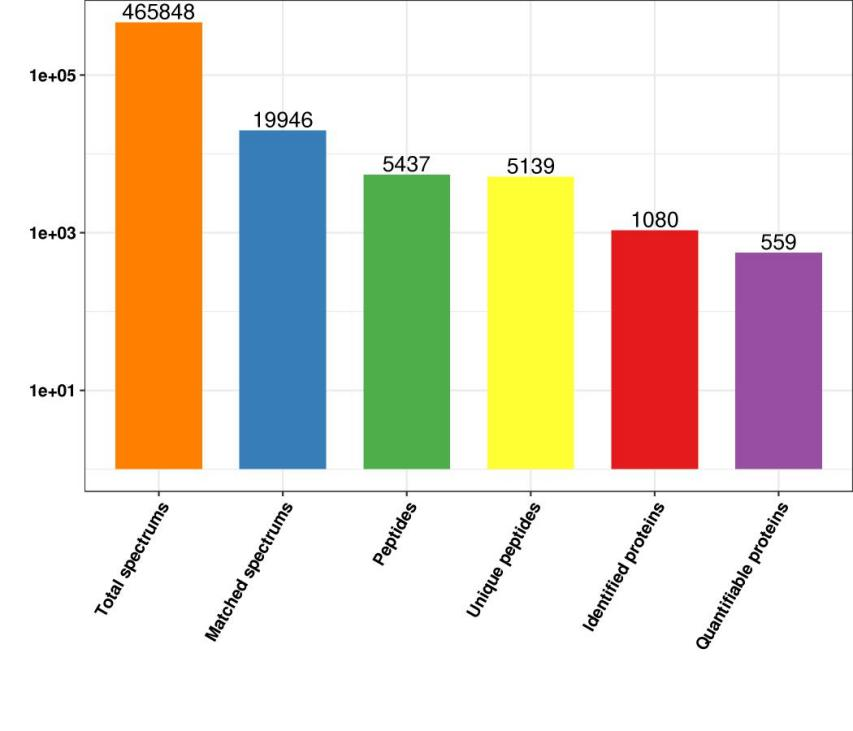 465848
1e+05
19946
5437
5139
1e+03
1080
559
1e+01
Total spectrums
Matched spectrums
Peptides
Unique peptides
Identified proteins
Quantifiable proteins